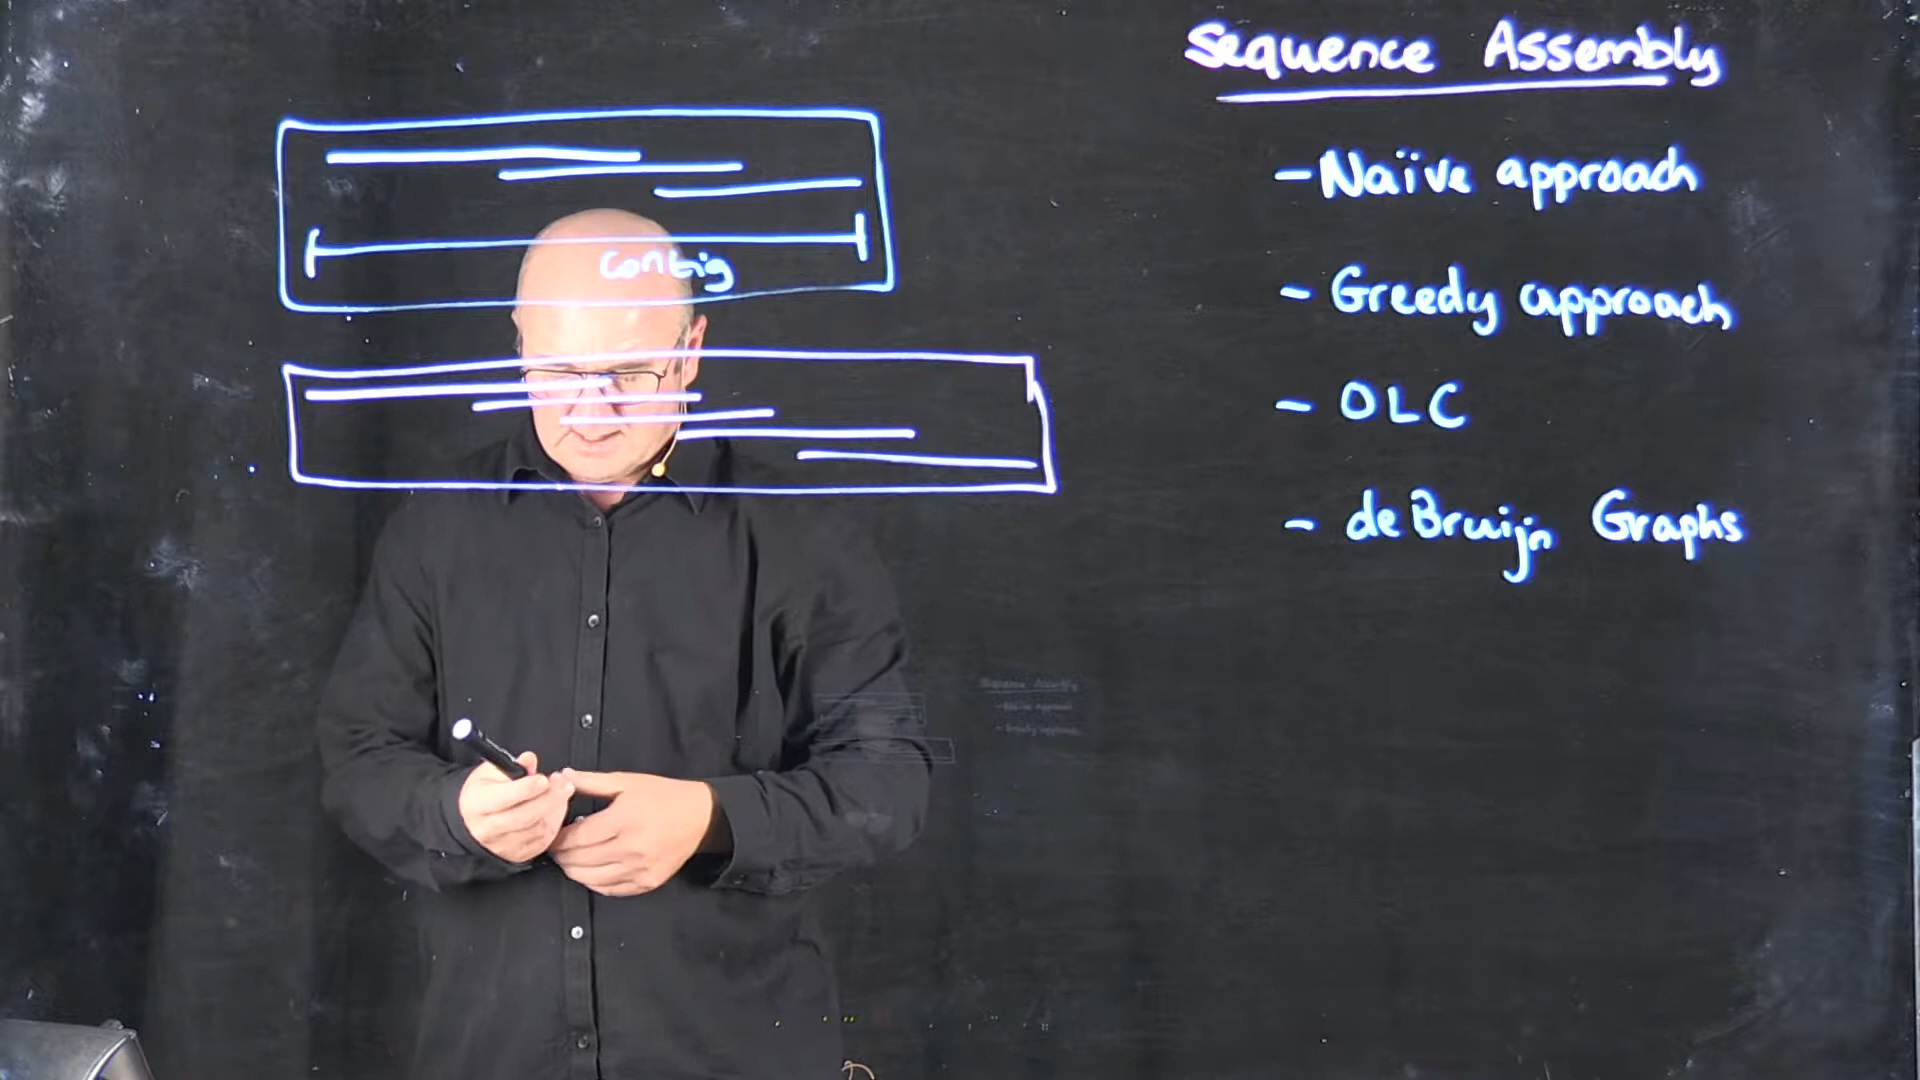 Sequence Assembly
- Naïve approach
- Greedy approach
- OLC
- de Bruijn Graphs
Contig